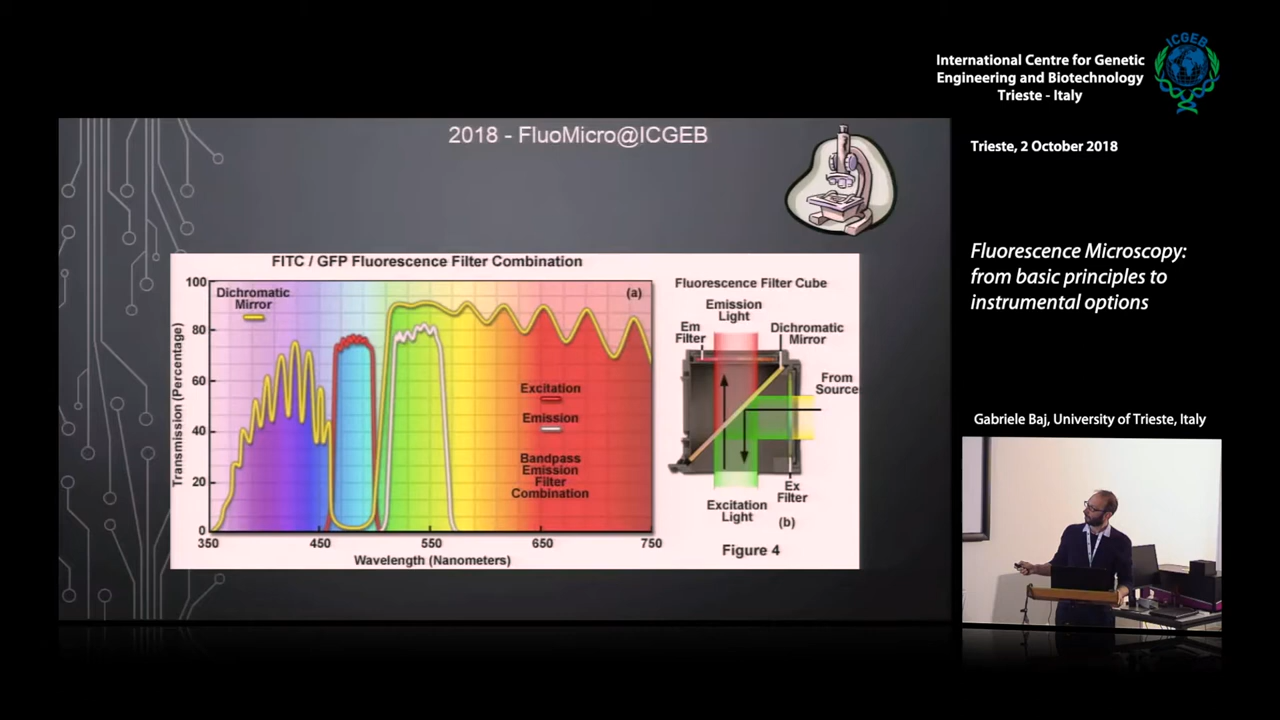 ICGEB
International Centre for Genetic
Engineering and Biotechnology
Trieste - Italy
Trieste, 2 October 2018
Fluorescence Microscopy:
from basic principles to
instrumental options
Gabriele Baj, University of Trieste, Italy
2018 - FluoMicro@ICGEB
FITC / GFP Fluorescence Filter Combination
Dichromatic
Mirror
(a)
Transmission (Percentage)
100
80
60
40
20
0
Excitation
Emission
Bandpass
Emission
Filter
Combination
350
450
550
650
750
Wavelength (Nanometers)
Fluorescence Filter Cube
Emission
Light
Em
Filter
Dichromatic
Mirror
From
Source
Ex
Filter
Excitation
Light
(b)
Figure 4